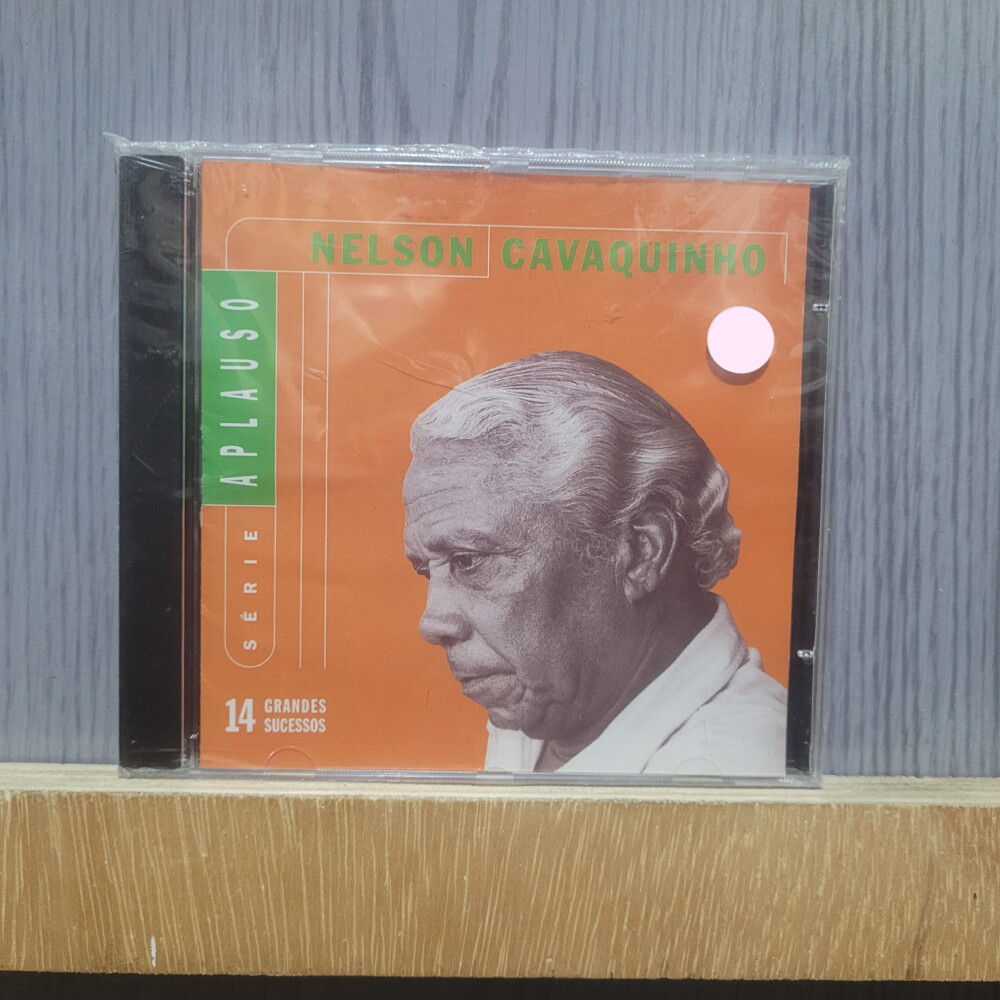 NELSON CAVAQUINHO
SÉRIE APLAUSO
14 GRANDES
SUCESSOS